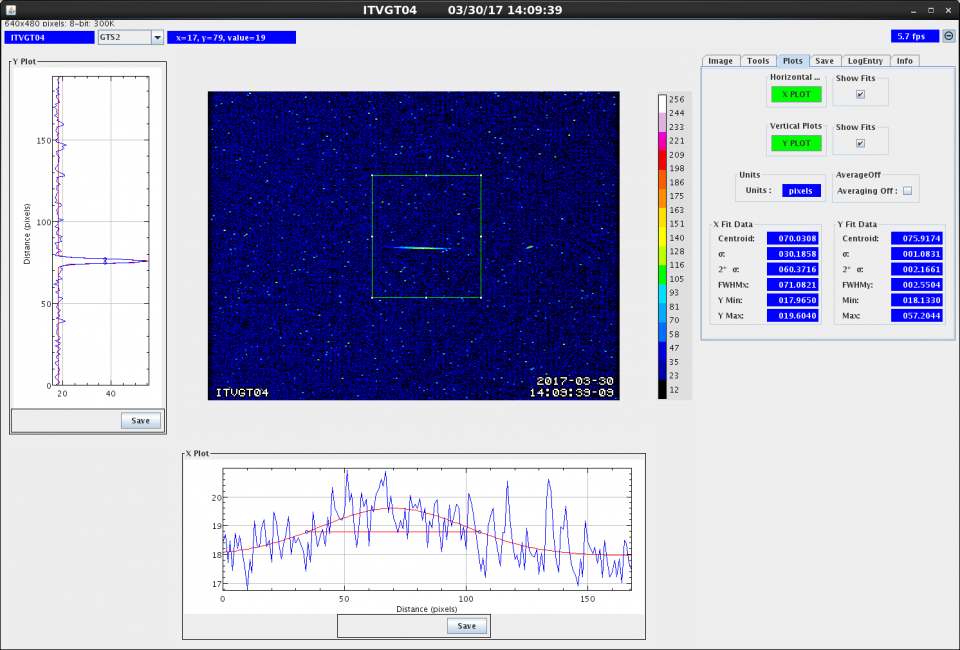 ITVGT04 03/30/17 14:09:39
640x480 pixels: 8-bit: 300K
ITVGT04 GTS2 x=17, y=79, value=19 5.7 fps
Image Tools Plots Save LogEntry Info
Horizontal ... Show Fits
X PLOT
Vertical Plots Show Fits
Y PLOT
Units AverageOff
Units : pixels Averaging Off :
X Fit Data Y Fit Data
Centroid: 070.0308 Centroid: 075.9174
σ: 030.1858 σ: 001.0831
2* σ: 060.3716 2* σ: 002.1661
FWHMx: 071.0821 FWHMy: 002.5504
Y Min: 017.9650 Min: 018.1330
Y Max: 019.6040 Max: 057.2044
Y Plot
150
100
50
0
20 40
Distance (pixels)
Save
256
244
233
221
209
198
186
175
163
151
140
128
116
105
93
81
70
58
47
35
23
12
2017-03-30
ITVGT04 14:09:39-09
X Plot
20
19
18
17
0 50 100 150
Distance (pixels)
Save